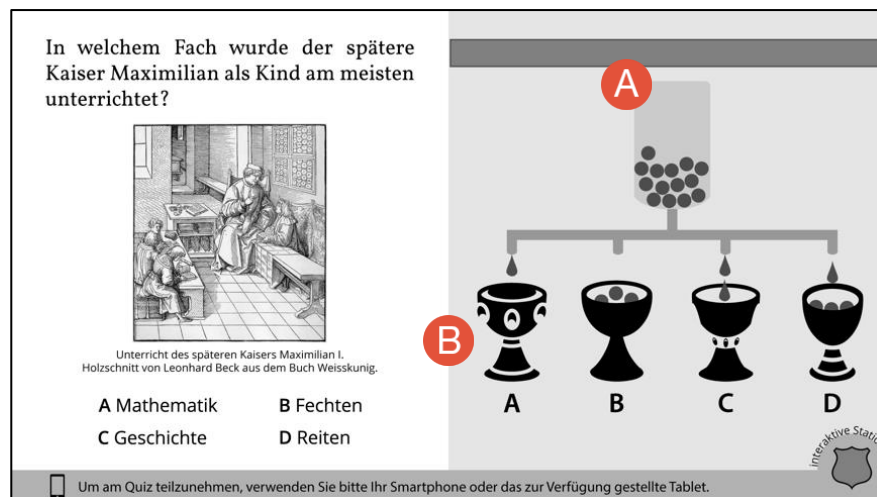 In welchem Fach wurde der spätere
Kaiser Maximilian als Kind am meisten
unterrichtet?
Unterricht des späteren Kaisers Maximilian I.
Holzschnitt von Leonhard Beck aus dem Buch Weisskunig.
A Mathematik B Fechten
C Geschichte D Reiten
A
B
A B C D
interaktive Statio
Um am Quiz teilzunehmen, verwenden Sie bitte Ihr Smartphone oder das zur Verfügung gestellte Tablet.